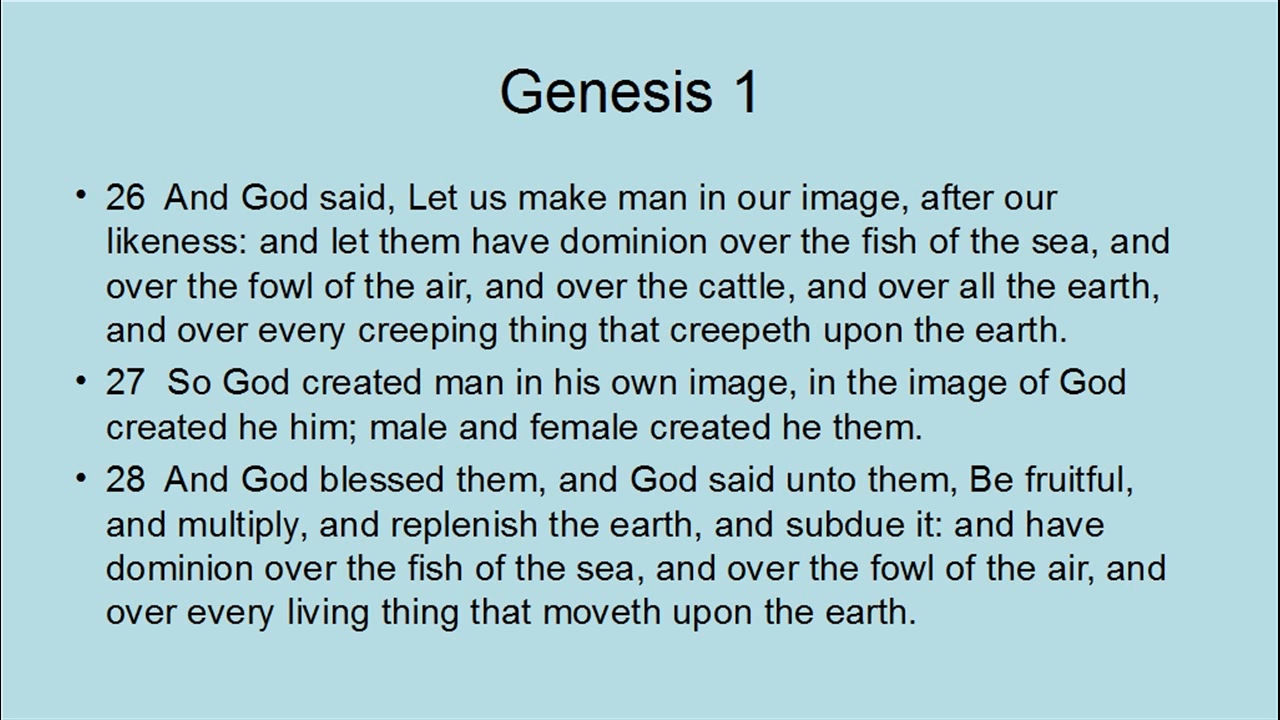 Genesis 1
• 26 And God said, Let us make man in our image, after our
likeness: and let them have dominion over the fish of the sea, and
over the fowl of the air, and over the cattle, and over all the earth,
and over every creeping thing that creepeth upon the earth.
• 27 So God created man in his own image, in the image of God
created he him; male and female created he them.
• 28 And God blessed them, and God said unto them, Be fruitful,
and multiply, and replenish the earth, and subdue it: and have
dominion over the fish of the sea, and over the fowl of the air, and
over every living thing that moveth upon the earth.